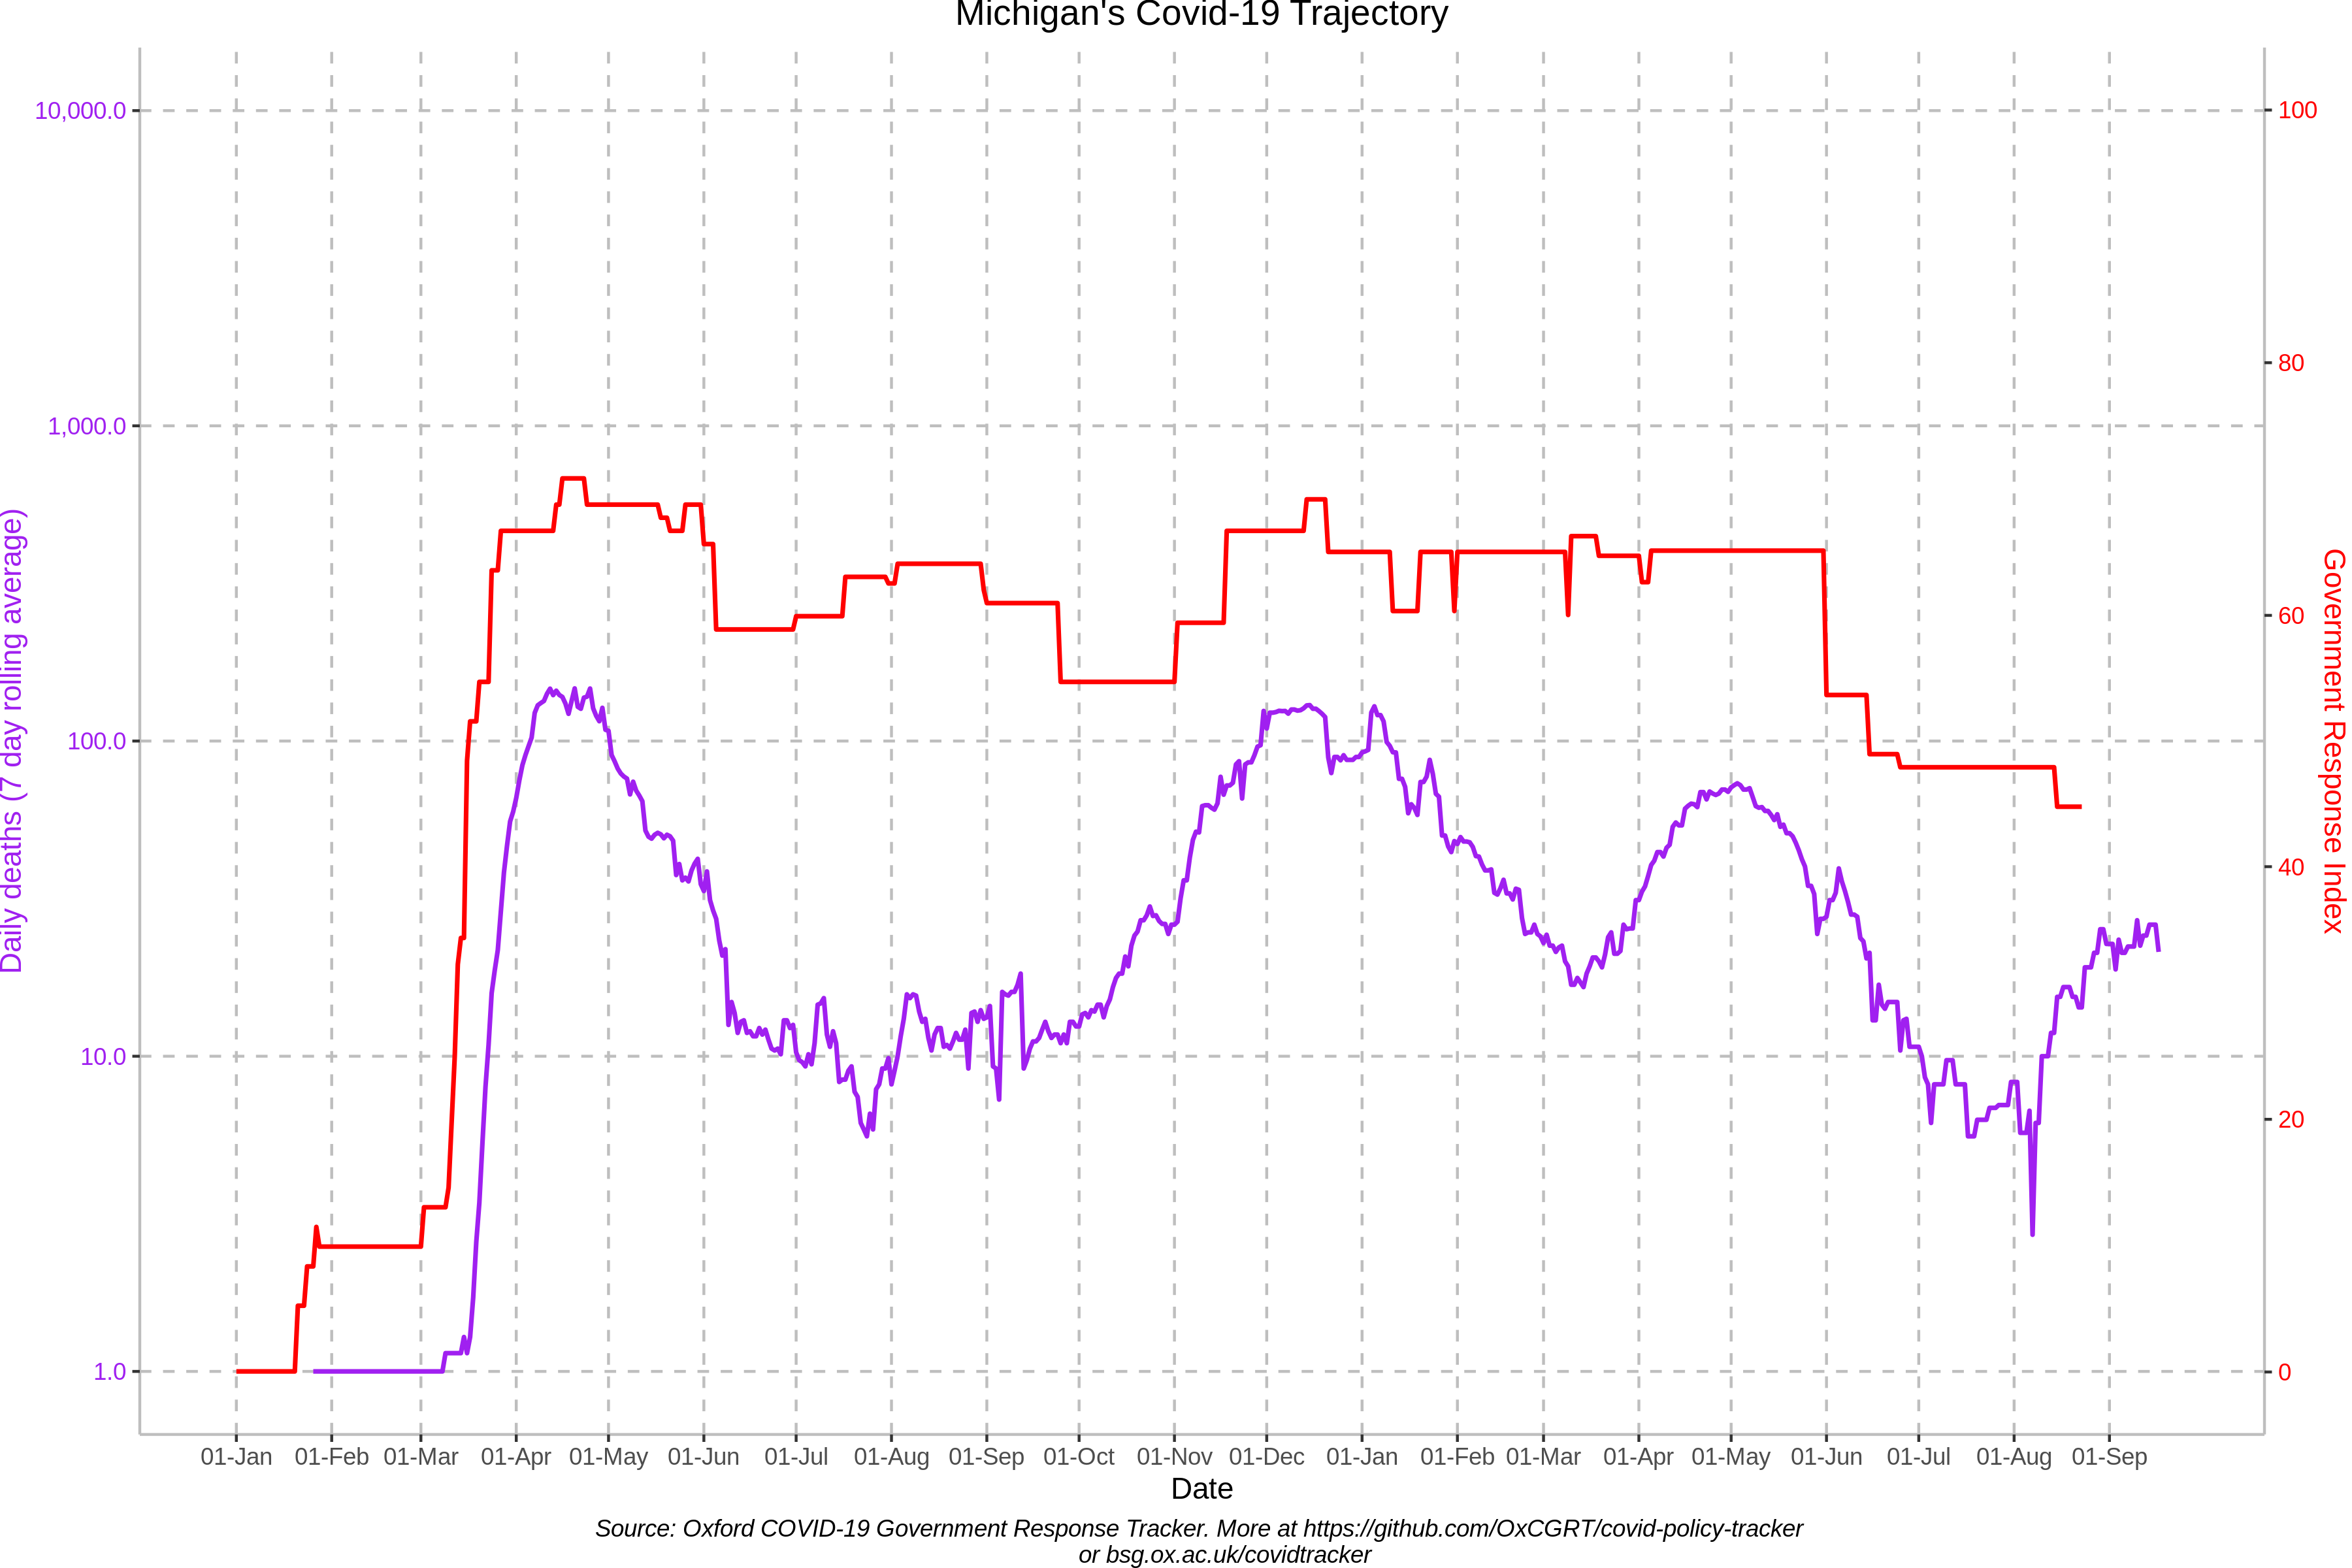 Michigan's Covid-19 Trajectory
10,000.0
1,000.0
100.0
10.0
1.0
Daily deaths (7 day rolling average)
100
80
60
40
20
0
Government Response Index
01-Jan 01-Feb 01-Mar 01-Apr 01-May 01-Jun 01-Jul 01-Aug 01-Sep 01-Oct 01-Nov 01-Dec 01-Jan 01-Feb 01-Mar 01-Apr 01-May 01-Jun 01-Jul 01-Aug 01-Sep
Date
Source: Oxford COVID-19 Government Response Tracker. More at https://github.com/OxCGRT/covid-policy-tracker
or bsg.ox.ac.uk/covidtracker